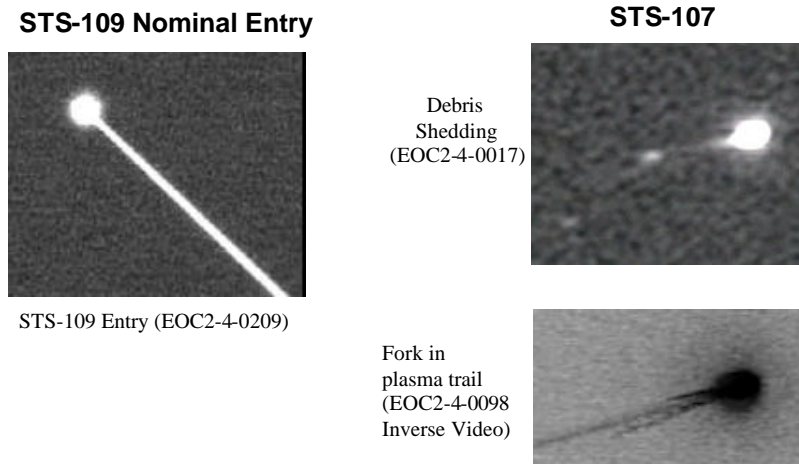 STS-109 Nominal Entry
STS-109 Entry (EOC2-4-0209)
STS-107
Debris
Shedding
(EOC2-4-0017)
Fork in
plasma trail
(EOC2-4-0098
Inverse Video)